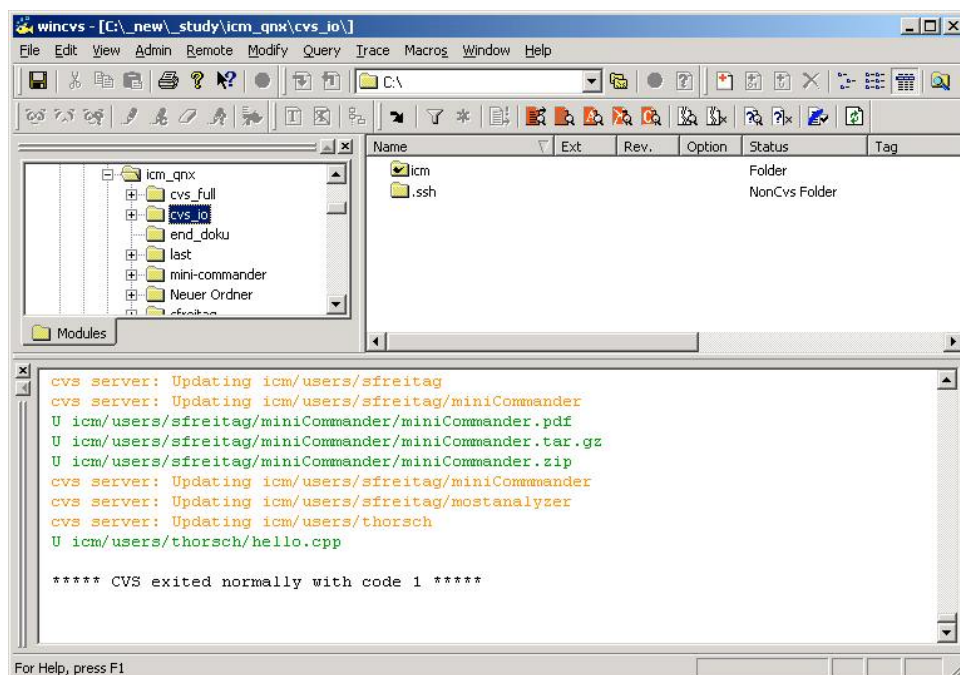 wincvs - [C:\_new\_study\icm_qnx\cvs_io\]
File Edit View Admin Remote Modify Query Trace Macros Window Help
C:\
icm_qnx
cvs_full
cvs_io
end_doku
last
mini-commander
Neuer Ordner
sfreitag
Modules
Name Ext Rev. Option Status Tag
icm Folder
.ssh NonCvs Folder
cvs server: Updating icm/users/sfreitag
cvs server: Updating icm/users/sfreitag/miniCommander
U icm/users/sfreitag/miniCommander/miniCommander.pdf
U icm/users/sfreitag/miniCommander/miniCommander.tar.gz
U icm/users/sfreitag/miniCommander/miniCommander.zip
cvs server: Updating icm/users/sfreitag/miniCommmander
cvs server: Updating icm/users/sfreitag/mostanalyzer
cvs server: Updating icm/users/thorsch
U icm/users/thorsch/hello.cpp
***** CVS exited normally with code 1 *****
For Help, press F1